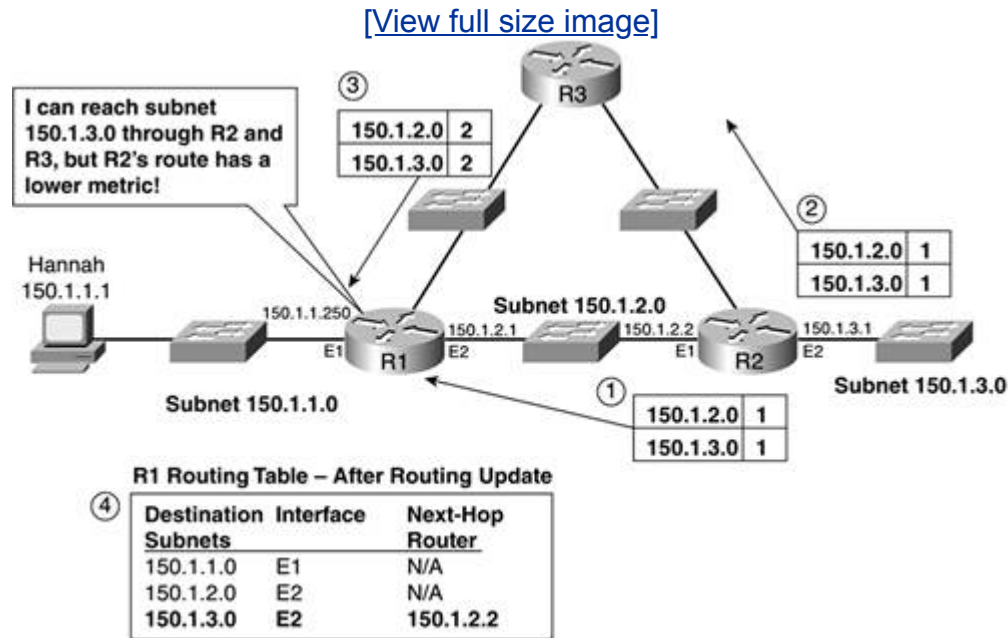 [View full size image]
I can reach subnet
150.1.3.0 through R2 and
R3, but R2's route has a
lower metric!
③
150.1.2.0 2
150.1.3.0 2
R3
②
150.1.2.0 1
150.1.3.0 1
Hannah
150.1.1.1
150.1.1.250
E1
R1
150.1.2.1
E2
Subnet 150.1.2.0
150.1.2.2
E1
R2
150.1.3.1
E2
Subnet 150.1.1.0
Subnet 150.1.3.0
①
150.1.2.0 1
150.1.3.0 1
R1 Routing Table – After Routing Update
④
Destination Interface Next-Hop
Subnets Router
150.1.1.0 E1 N/A
150.1.2.0 E2 N/A
150.1.3.0 E2 150.1.2.2